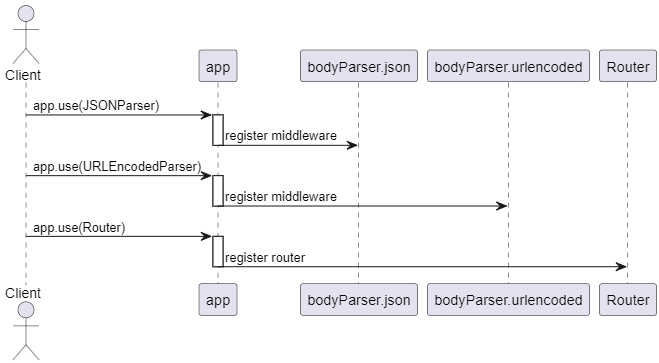 Client
app
bodyParser.json
bodyParser.urlencoded
Router
app.use(JSONParser)
register middleware
app.use(URLEncodedParser)
register middleware
app.use(Router)
register router
Client
app
bodyParser.json
bodyParser.urlencoded
Router